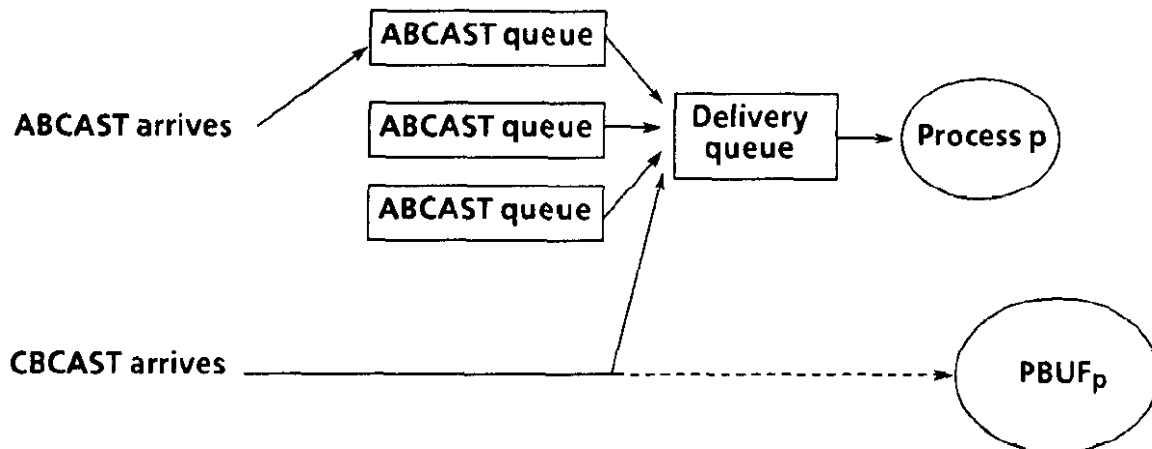 ABCAST queue
ABCAST arrives
ABCAST queue
Delivery
queue
Process p
ABCAST queue
CBCAST arrives
PBUFp